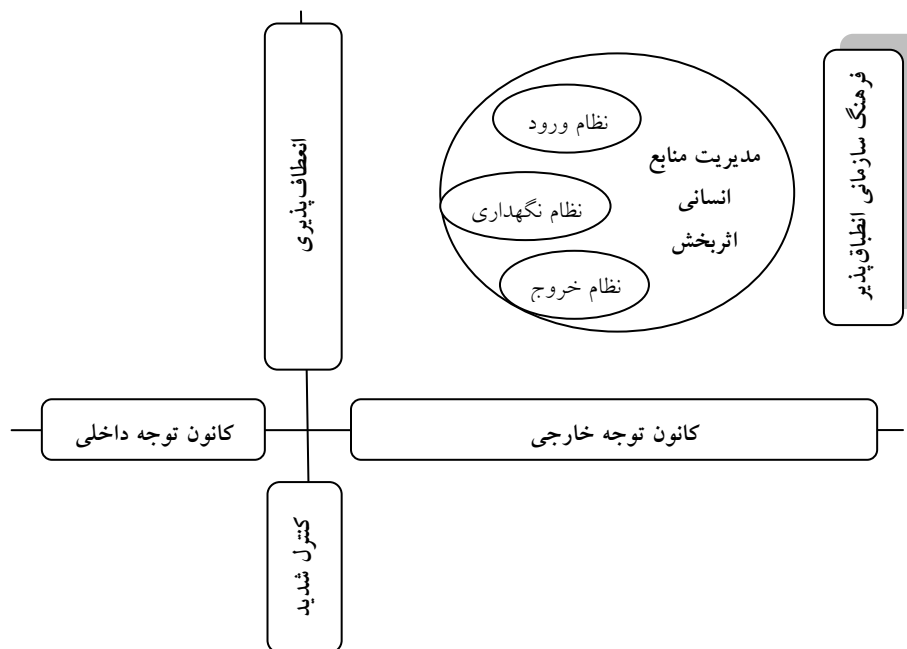 انعطاف‌پذیری
نظام ورود
نظام نگهداری
نظام خروج
مدیریت منابع
انسانی
اثربخش
فرهنگ سازمانی انطباق‌پذیر
کانون توجه خارجی
کانون توجه داخلی
کنترل شدید